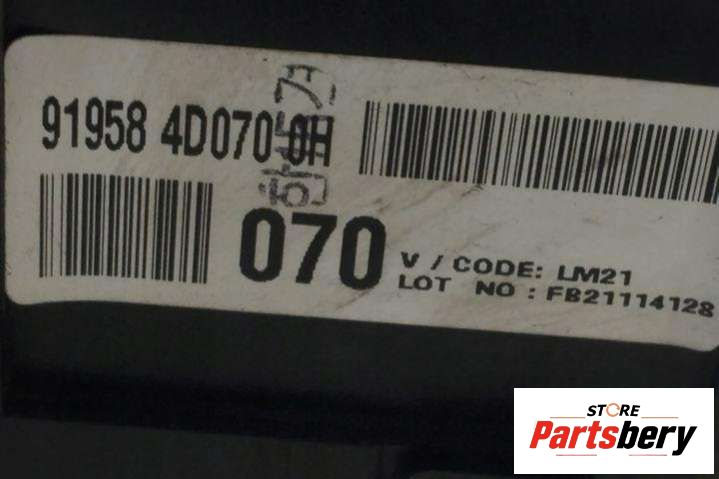 91958 4D070 0H
070
V / CODE: LM21
LOT NO : FB21114128
STORE
Partsbery